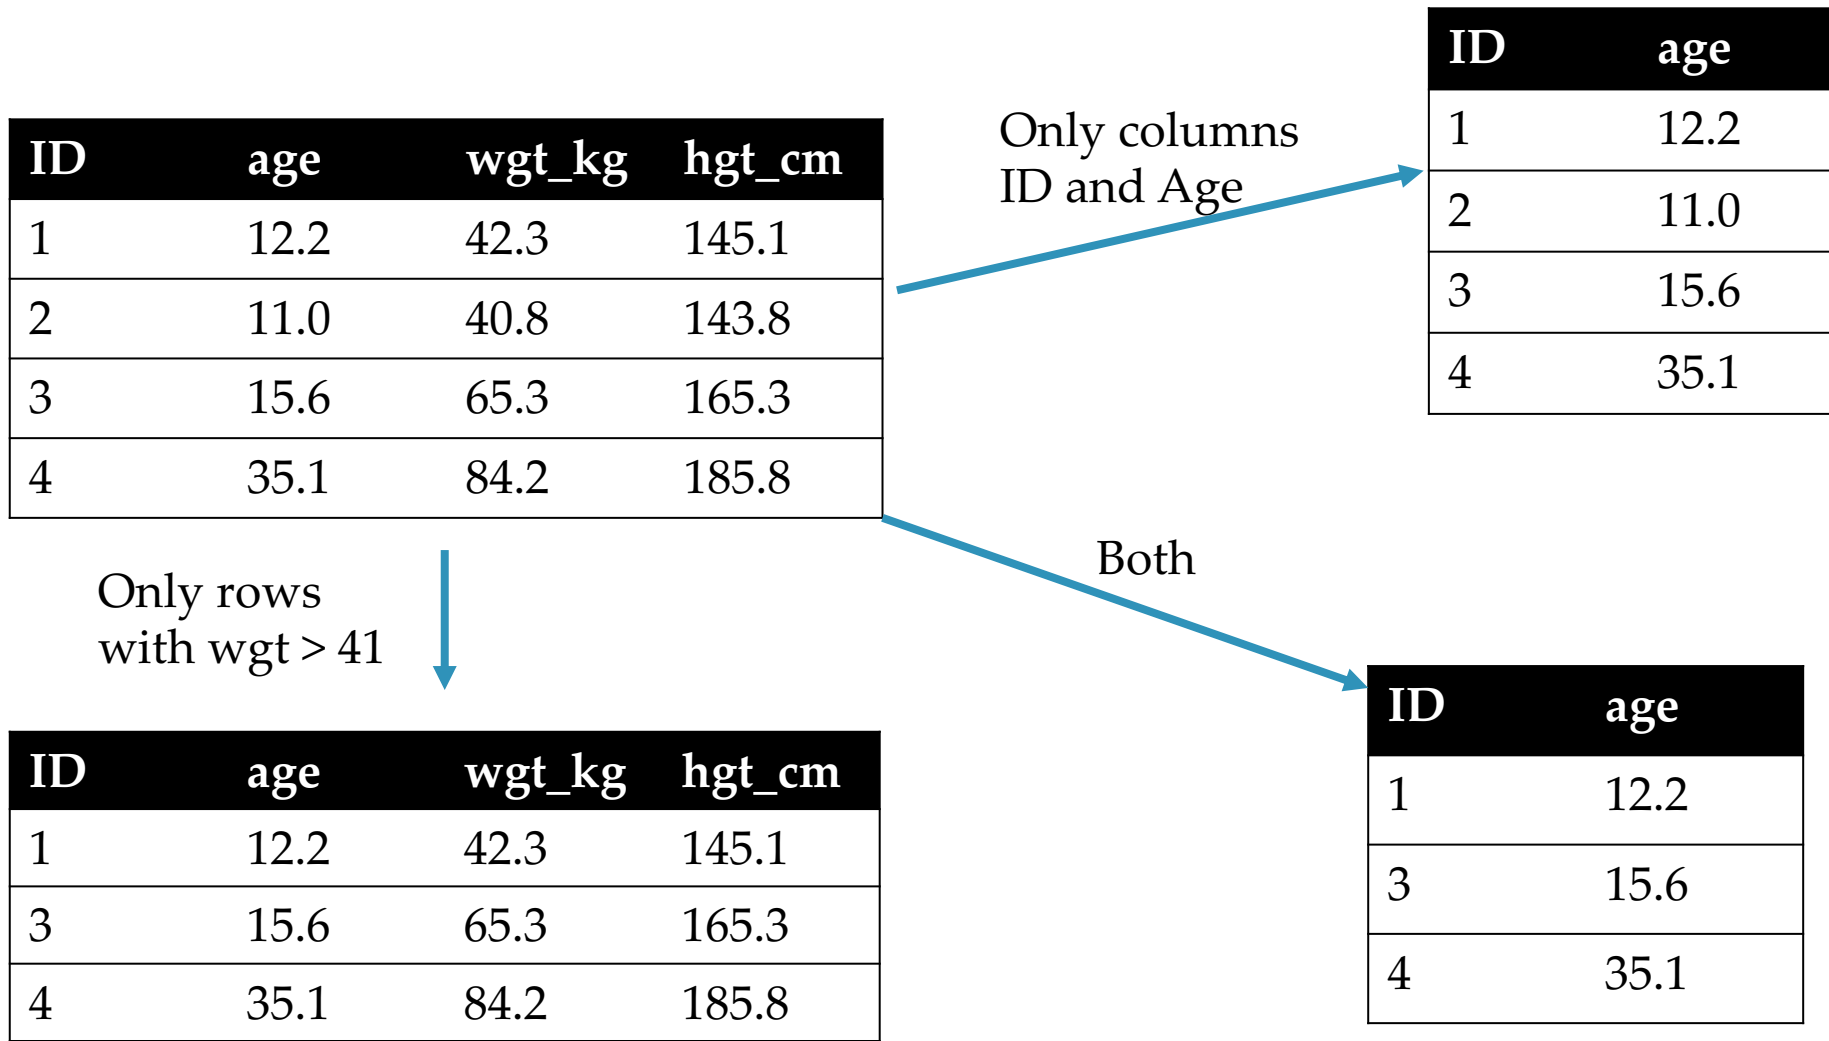 ID age wgt_kg hgt_cm
1 12.2 42.3 145.1
2 11.0 40.8 143.8
3 15.6 65.3 165.3
4 35.1 84.2 185.8
Only columns
ID and Age
ID age
1 12.2
2 11.0
3 15.6
4 35.1
Only rows
with wgt > 41
ID age wgt_kg hgt_cm
1 12.2 42.3 145.1
3 15.6 65.3 165.3
4 35.1 84.2 185.8
Both
ID age
1 12.2
3 15.6
4 35.1